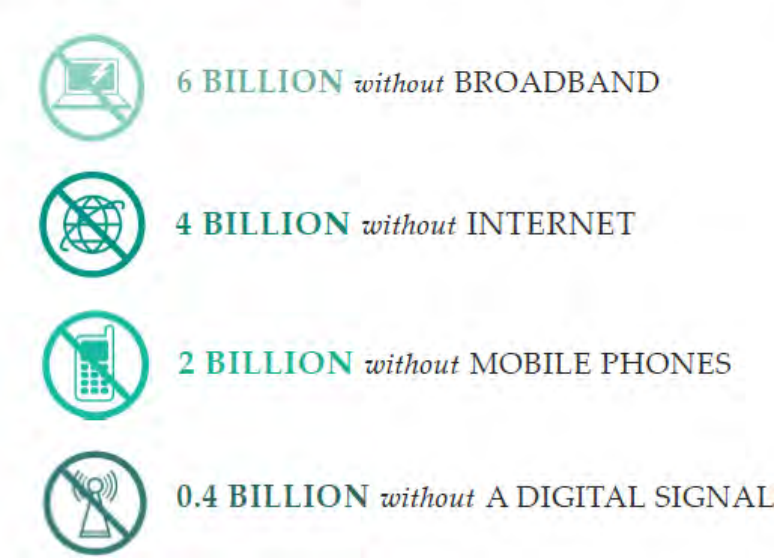 6 BILLION without BROADBAND
4 BILLION without INTERNET
2 BILLION without MOBILE PHONES
0.4 BILLION without A DIGITAL SIGNAL